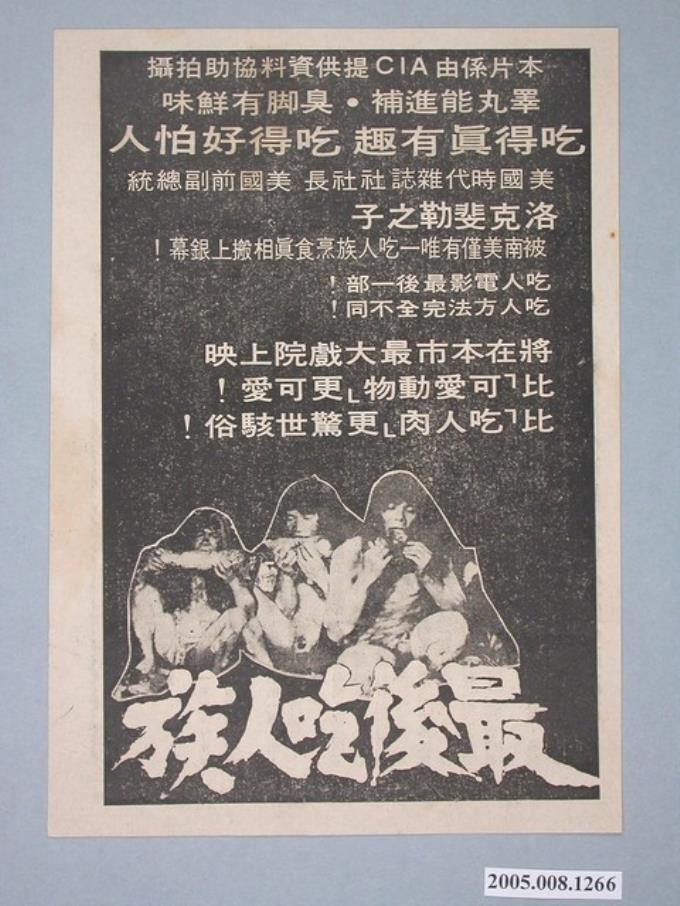 本片係由CIA提供資料協助拍攝
睪丸能進補•臭脚有鮮味
吃得眞有趣 吃得好怕人
美國時代雜誌社社長 美國前副總統
洛克斐勒之子
被南美僅有唯一吃人族烹食眞相搬上銀幕!
吃人電影最後一部!
吃人方法完全不同!
將在本市最大戲院上映
比「可愛動物」更可愛!
比「吃人肉」更驚世駭俗!
最後吃人族
2005.008.1266